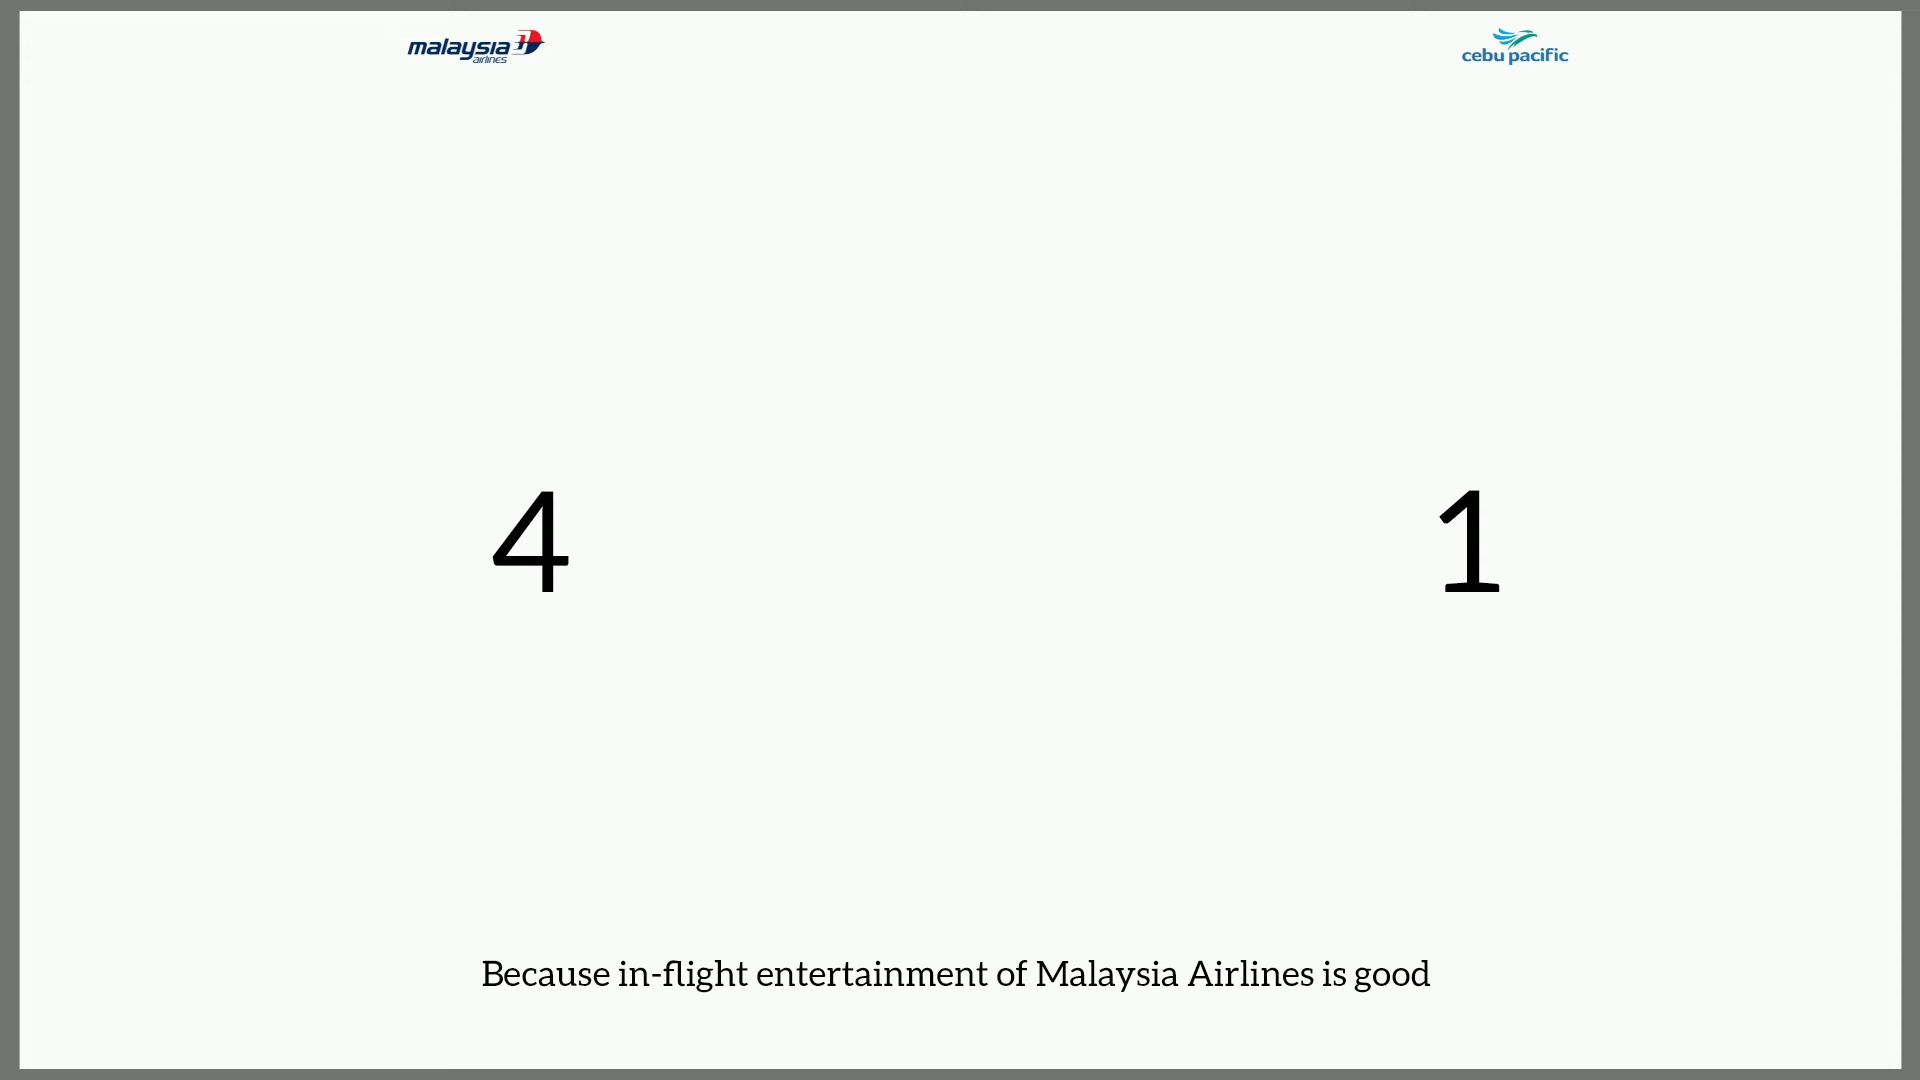 malaysia
airlines
cebu pacific
4
1
Because in-flight entertainment of Malaysia Airlines is good